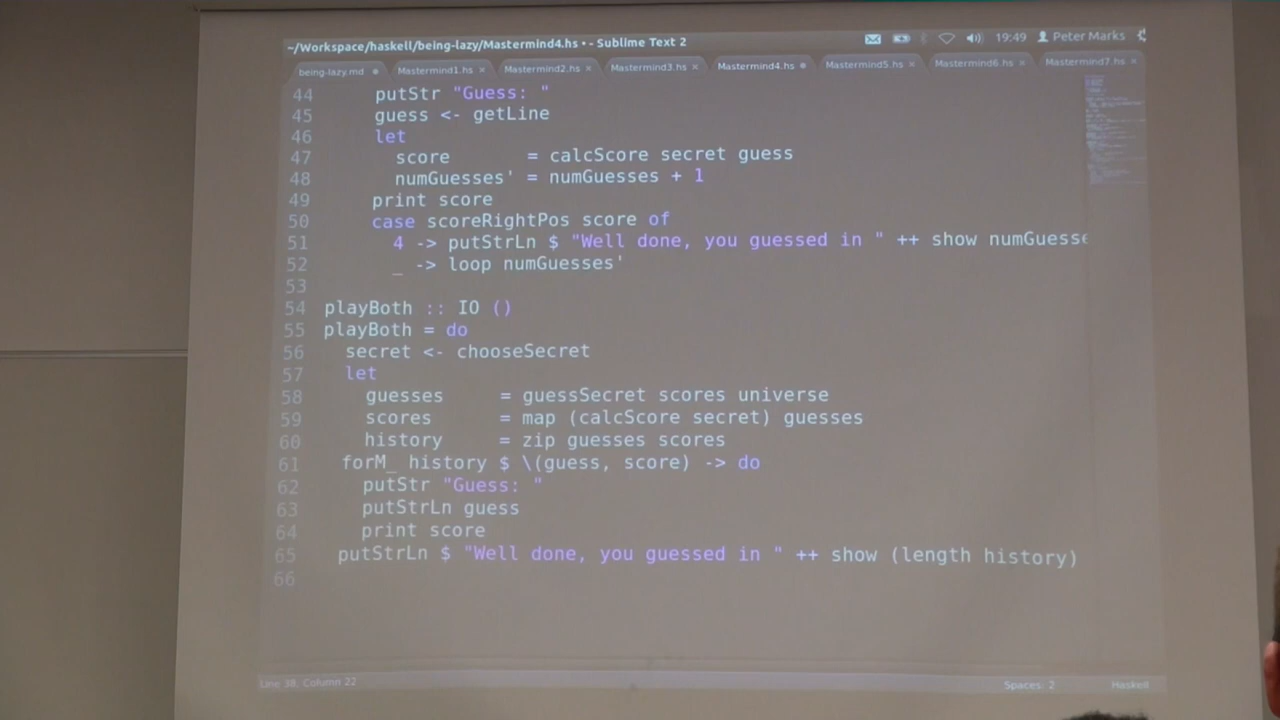 ~/Workspace/haskell/being-lazy/Mastermind4.hs • - Sublime Text 2
19:49 Peter Marks
being-lazy.md Mastermind1.hs × Mastermind2.hs × Mastermind3.hs × Mastermind4.hs Mastermind5.hs × Mastermind6.hs × Mastermind7.hs ×
44 putStr "Guess: "
45 guess <- getLine
46 let
47 score = calcScore secret guess
48 numGuesses' = numGuesses + 1
49 print score
50 case scoreRightPos score of
51 4 -> putStrLn $ "Well done, you guessed in " ++ show numGuesse
52 _ -> loop numGuesses'
53
54 playBoth :: IO ()
55 playBoth = do
56 secret <- chooseSecret
57 let
58 guesses = guessSecret scores universe
59 scores = map (calcScore secret) guesses
60 history = zip guesses scores
61 forM_ history $ \(guess, score) -> do
62 putStr "Guess: "
63 putStrLn guess
64 print score
65 putStrLn $ "Well done, you guessed in " ++ show (length history)
66
Line 38, Column 22
Spaces: 2 Haskell